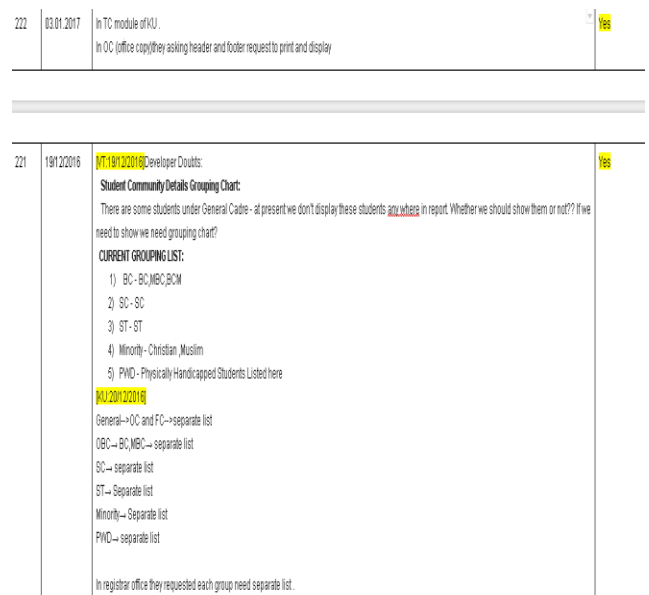 222 03.01.2017 In TC module of KU . Yes
In OC (office copy)they asking header and footer request to print and display
221 19/12/2016 [VT:19/12/2016]Developer Doubts: Yes
Student Community Details Grouping Chart:
There are some students under General Cadre - at present we don't display these students any where in report. Whether we should show them or not?? If we
need to show we need grouping chart?
CURRENT GROUPING LIST:
1) BC - BC,MBC,BCM
2) SC - SC
3) ST - ST
4) Minority - Christian ,Muslim
5) PWD - Physically Handicapped Students Listed here
[KU:20/12/2016]
General-->OC and FC-->separate list
OBC→ BC,MBC→ separate list
SC→ separate list
ST→ Separate list
Minority→ Separate list
PWD→ separate list
In registrar office they requested each group need separate list .